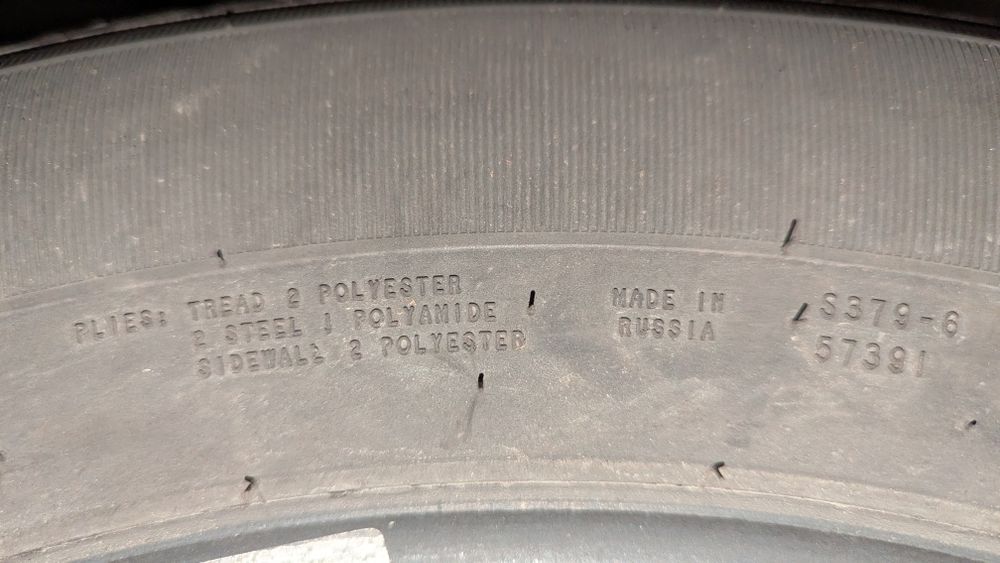 PLIES: TREAD 2 POLYESTER
2 STEEL 1 POLYAMIDE
SIDEWALL 2 POLYESTER
MADE IN
RUSSIA
S379-6
57391